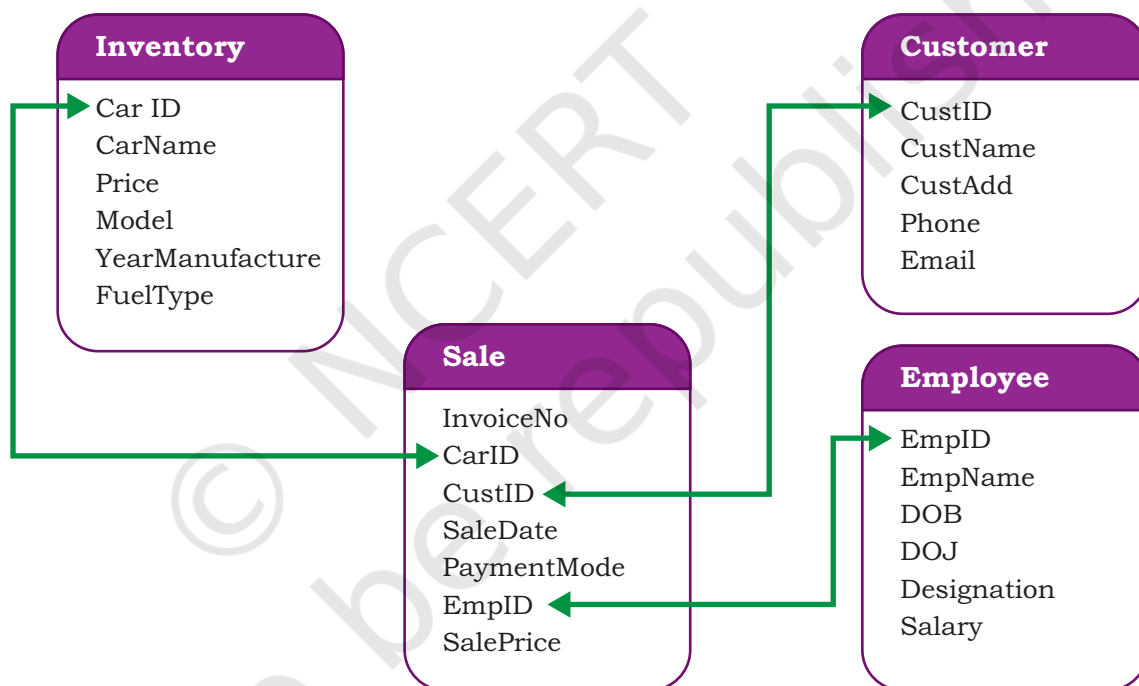 Inventory
Car ID
CarName
Price
Model
YearManufacture
FuelType
Customer
CustID
CustName
CustAdd
Phone
Email
Sale
InvoiceNo
CarID
CustID
SaleDate
PaymentMode
EmpID
SalePrice
Employee
EmpID
EmpName
DOB
DOJ
Designation
Salary
© NCERT
be republish